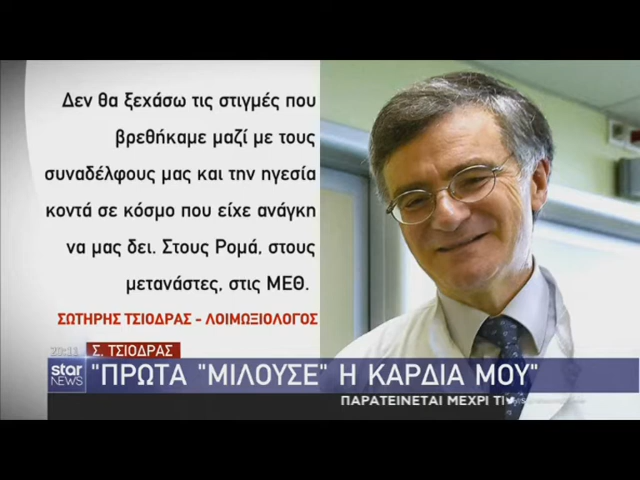 Δεν θα ξεχάσω τις στιγμές που
βρεθήκαμε μαζί με τους
συναδέλφους μας και την ηγεσία
κοντά σε κόσμο που είχε ανάγκη
να μας δει. Στους Ρομά, στους
μετανάστες, στις ΜΕΘ.
ΣΩΤΗΡΗΣ ΤΣΙΟΔΡΑΣ - ΛΟΙΜΩΞΙΟΛΟΓΟΣ
Σ. ΤΣΙΟΔΡΑΣ
star
NEWS
"ΠΡΩΤΑ "ΜΙΛΟΥΣΕ" Η ΚΑΡΔΙΑ ΜΟΥ"
ΠΑΡΑΤΕΙΝΕΤΑΙ ΜΕΧΡΙ ΤΙ